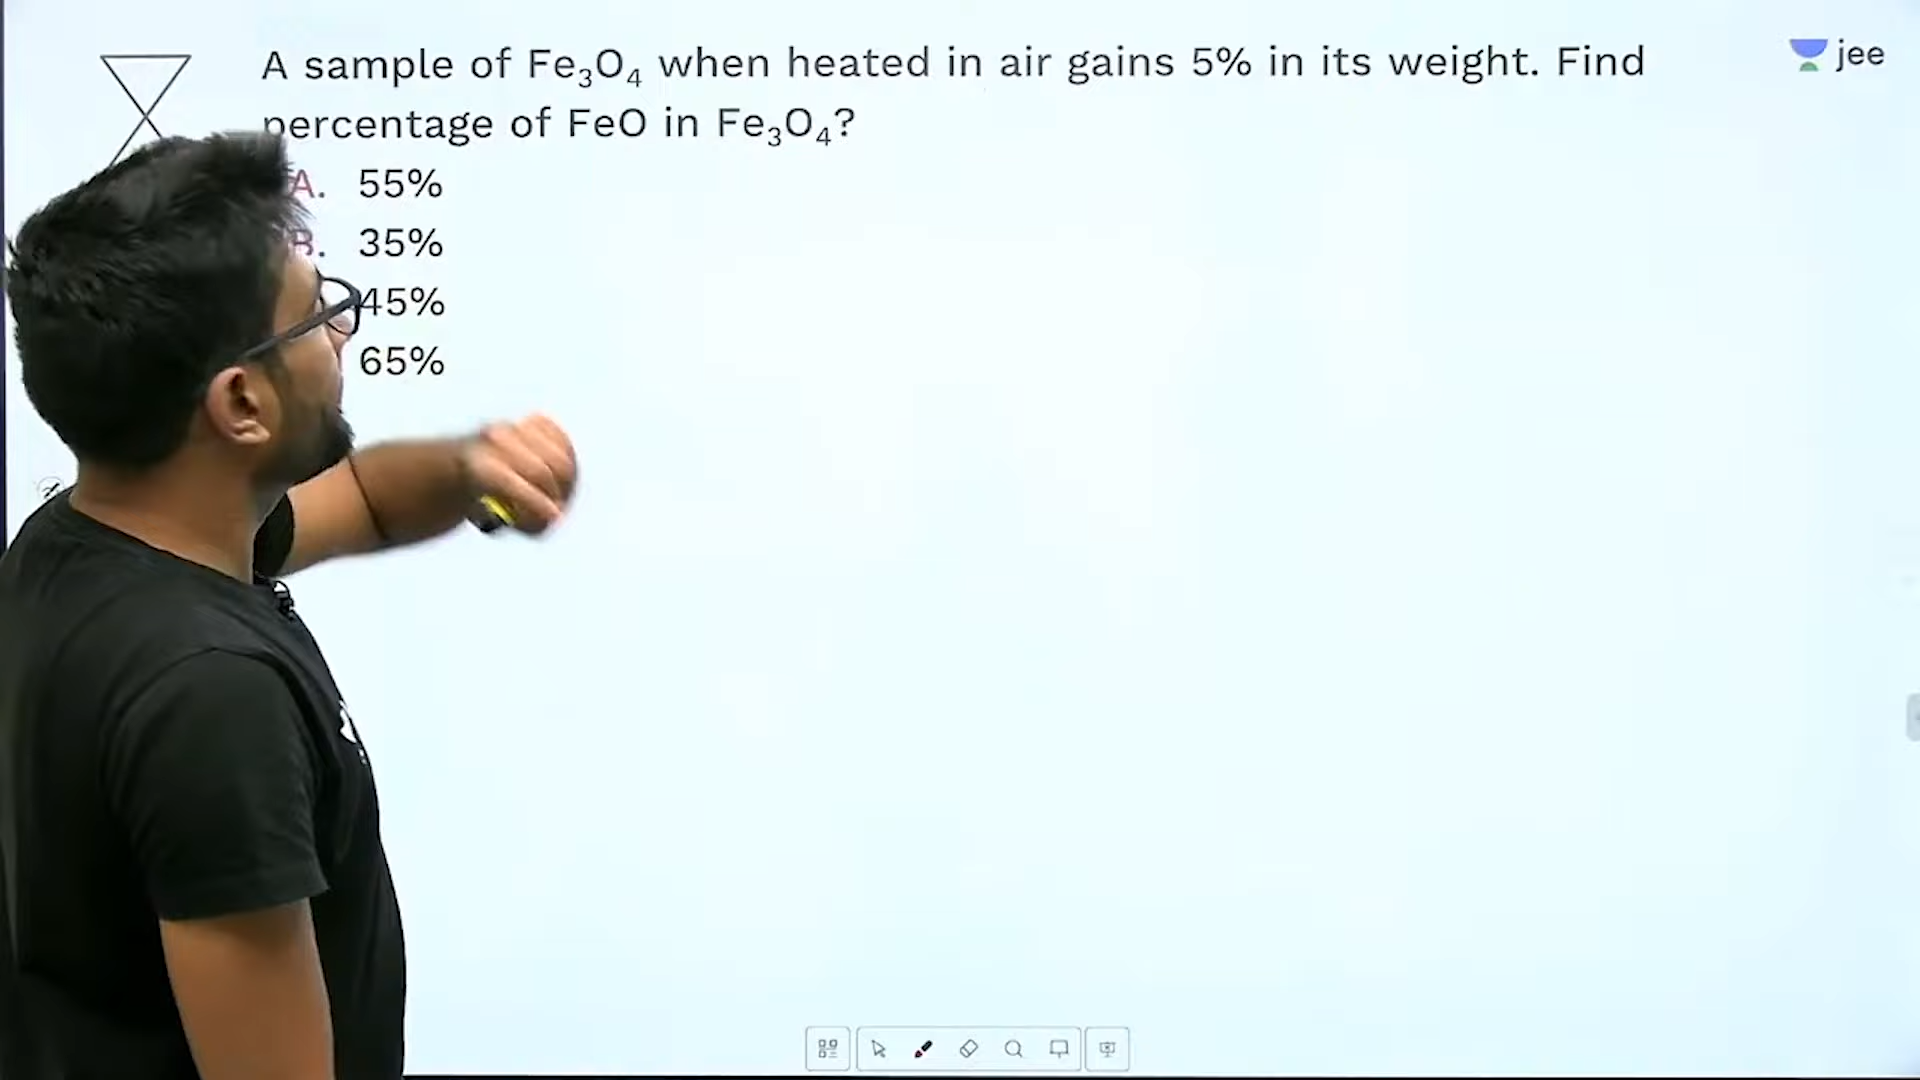 A sample of Fe₃O₄ when heated in air gains 5% in its weight. Find
percentage of FeO in Fe₃O₄?
A. 55%
B. 35%
45%
65%
jee